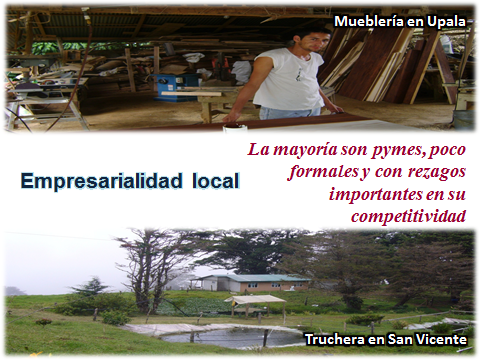 Mueblería en Upala
La mayoría son pymes, poco
formales y con rezagos
importantes en su
competitividad
Empresarialidad local
Truchera en San Vicente